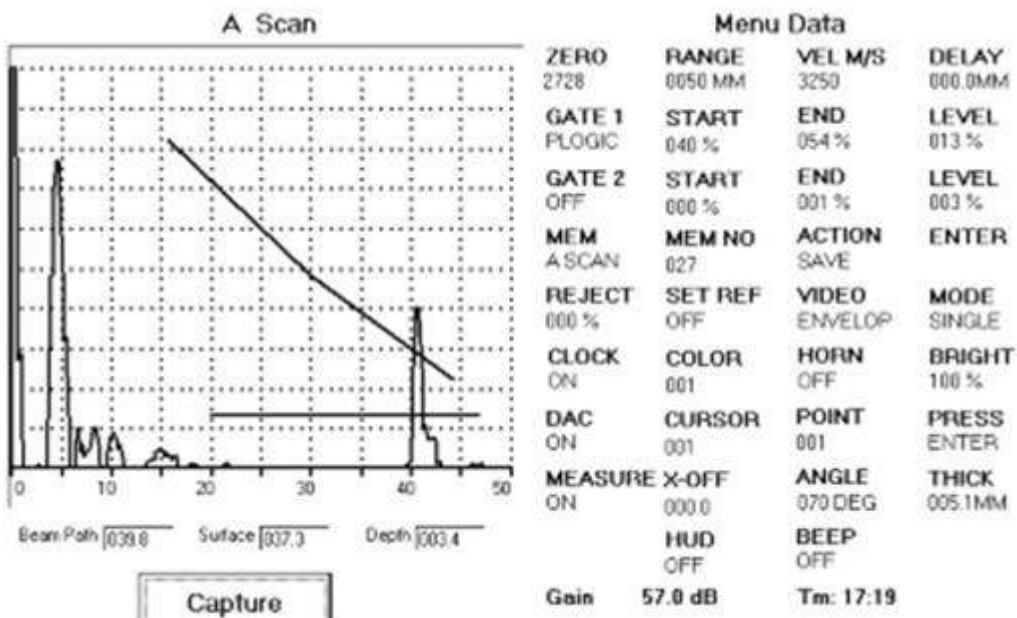 A Scan
0 10 20 30 40 50
Beam Path 039.8 Surface 037.3 Depth 003.4
Capture
Menu Data
ZERO RANGE VEL M/S DELAY
2728 0050 MM 3250 000.0MM
GATE 1 START END LEVEL
PLOGIC 040 % 054 % 013 %
GATE 2 START END LEVEL
OFF 000 % 001 % 003 %
MEM MEM NO ACTION ENTER
A SCAN 027 SAVE
REJECT SET REF VIDEO MODE
000 % OFF ENVELOP SINGLE
CLOCK COLOR HORN BRIGHT
ON 001 OFF 100 %
DAC CURSOR POINT PRESS
ON 001 001 ENTER
MEASURE X-OFF ANGLE THICK
ON 000.0 070 DEG 005.1MM
HUD BEEP
OFF OFF
Gain 57.0 dB Tm: 17:19